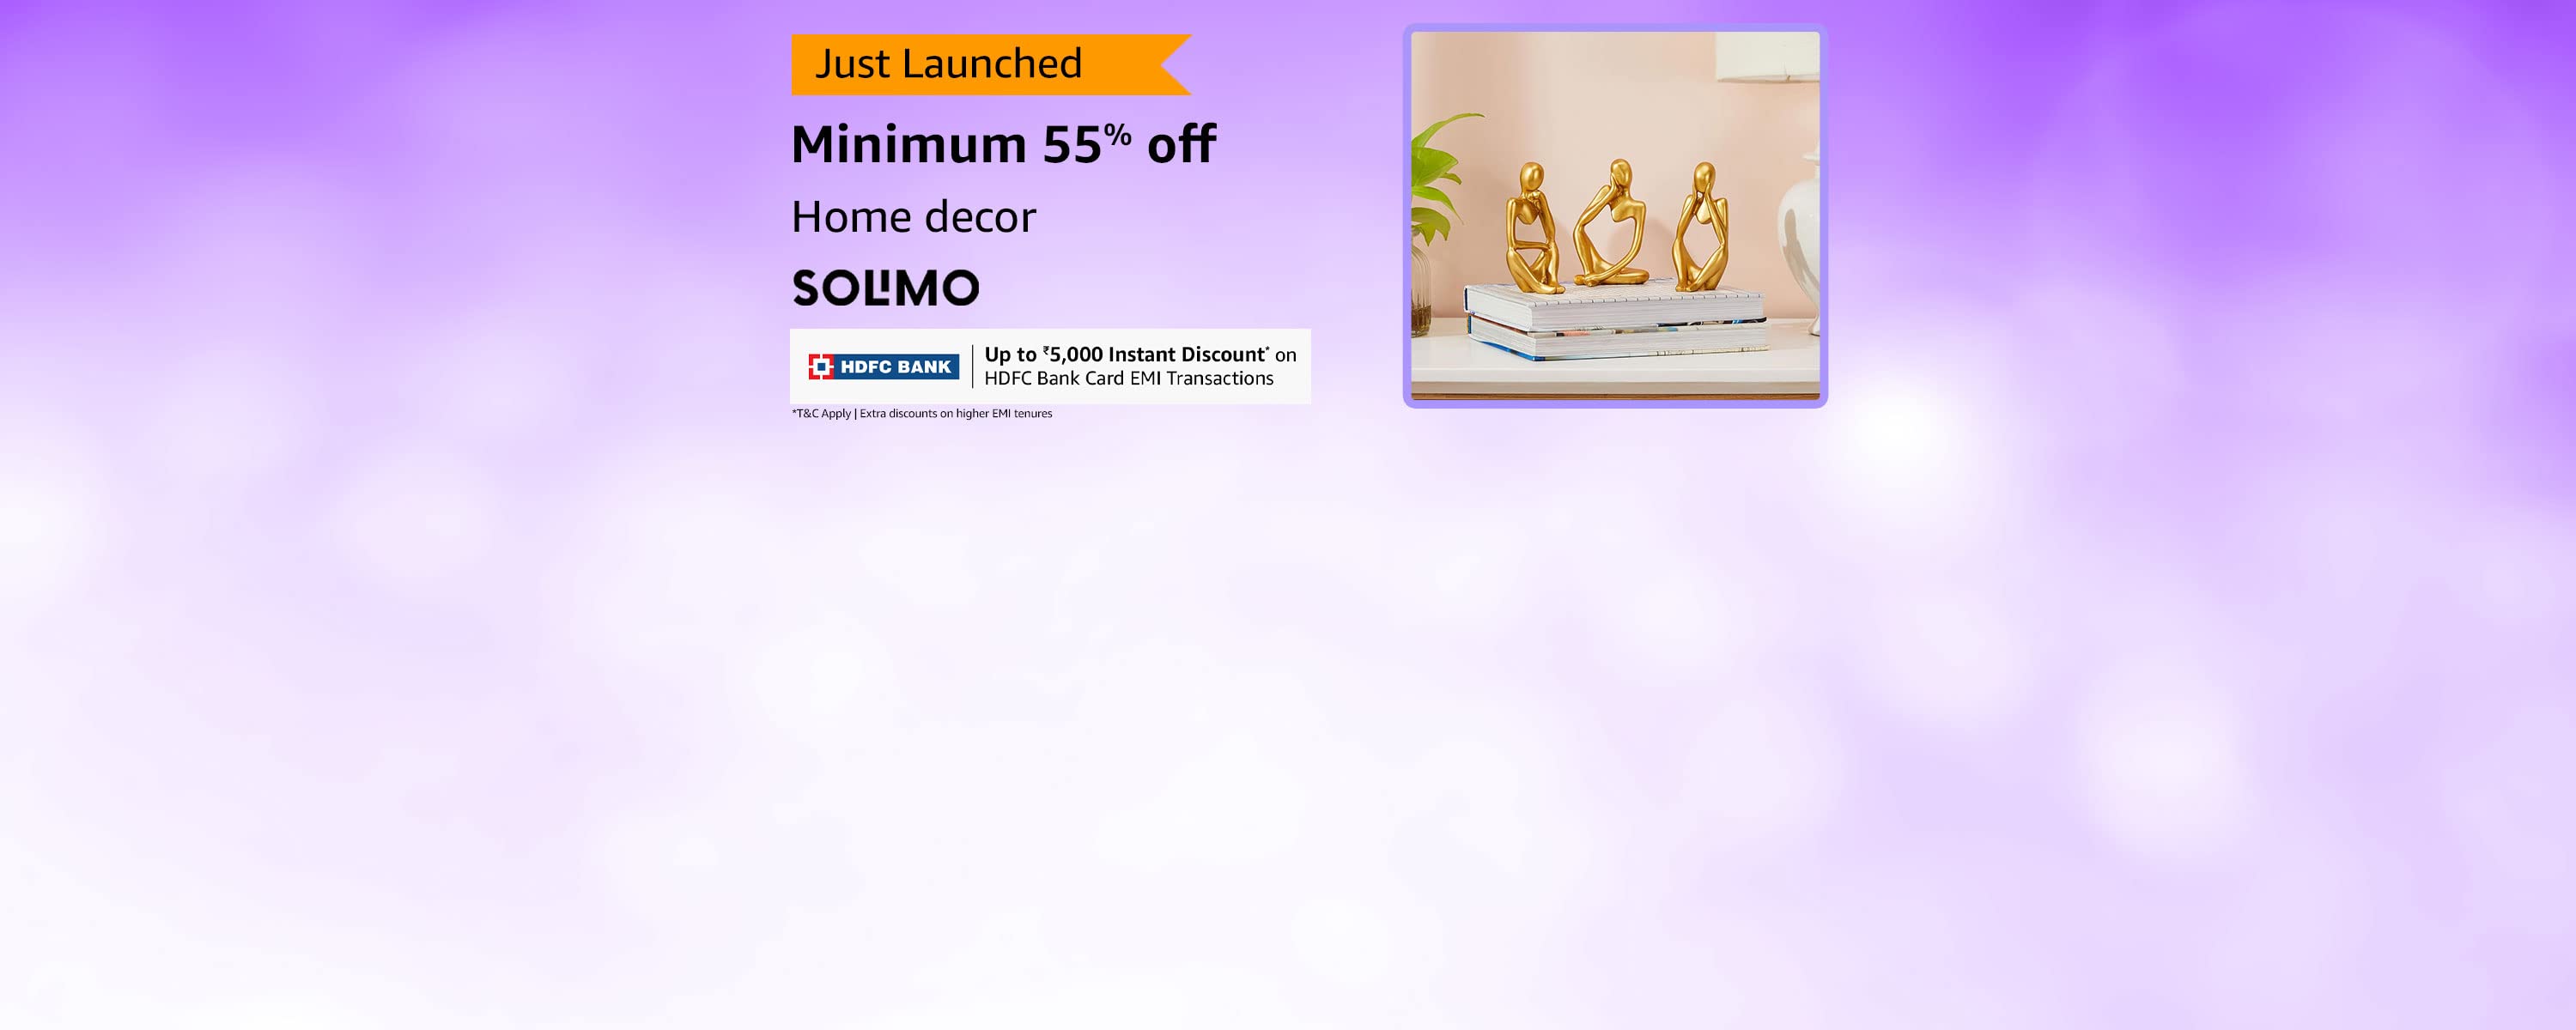 Just Launched
Minimum 55% off
Home decor
SOLIMO
HDFC BANK
Up to ₹5,000 Instant Discount* on
HDFC Bank Card EMI Transactions
*T&C Apply | Extra discounts on higher EMI tenures